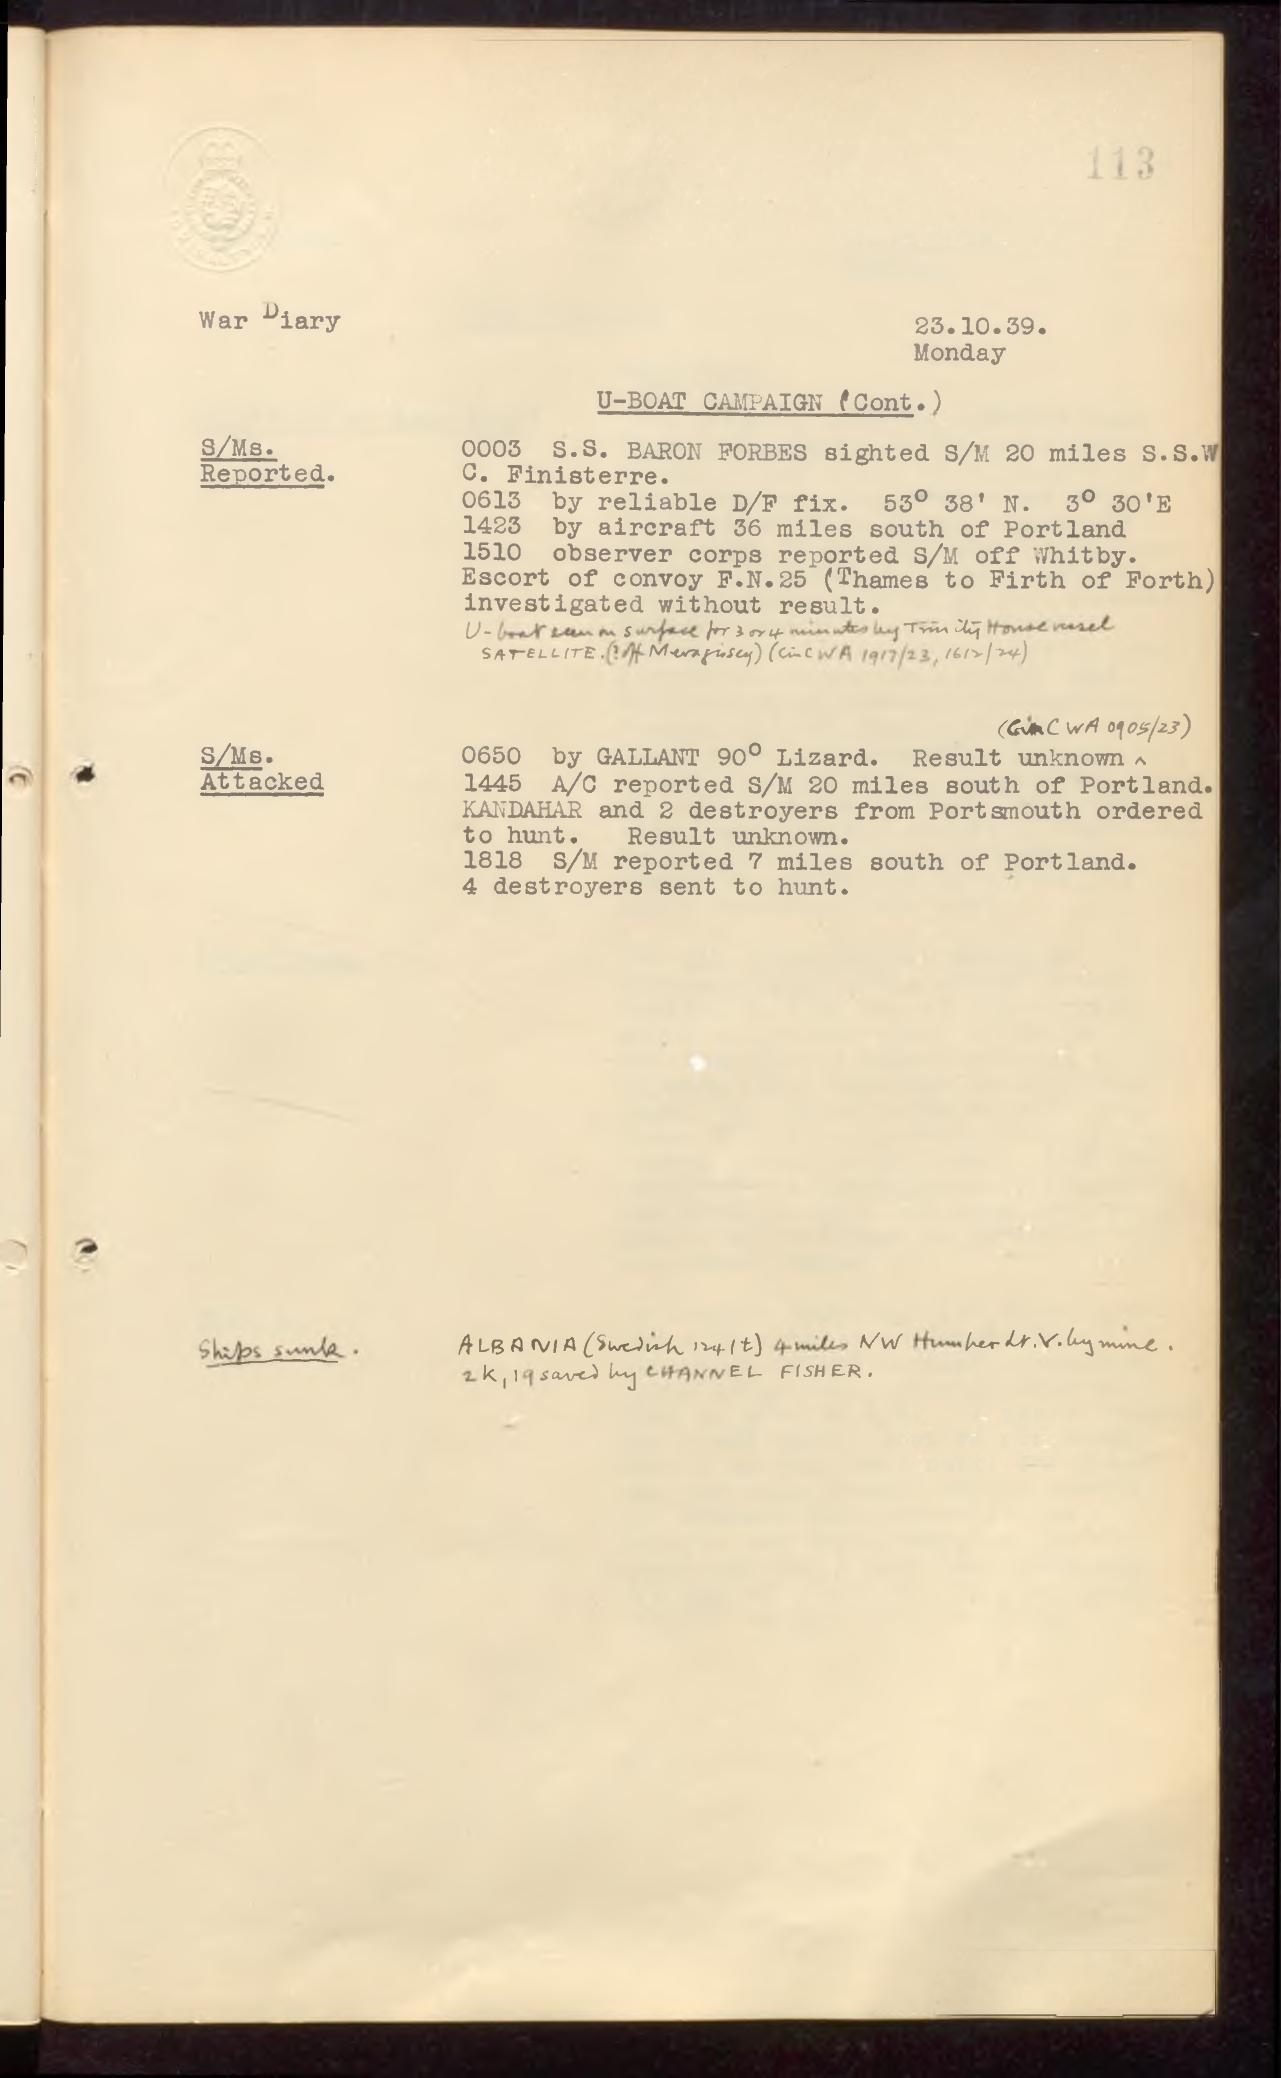 113
War Diary
23.10.39.
Monday
U-BOAT CAMPAIGN (Cont.)
S/Ms.
Reported.
0003 S.S. BARON FORBES sighted S/M 20 miles S.S.W
C. Finisterre.
0613 by reliable D/F fix. 53° 38' N. 3° 30'E
1423 by aircraft 36 miles south of Portland
1510 observer corps reported S/M off Whitby.
Escort of convoy F.N.25 (Thames to Firth of Forth)
investigated without result.
U-boat seen on surface for 3 or 4 minutes by Trinity House vessel
SATELLITE. (? off Mevagissey) (CinC WA 1917/23, 1612/24)
(CinC WA 0905/23)
S/Ms.
Attacked
0650 by GALLANT 90° Lizard. Result unknown ^
1445 A/C reported S/M 20 miles south of Portland.
KANDAHAR and 2 destroyers from Portsmouth ordered
to hunt. Result unknown.
1818 S/M reported 7 miles south of Portland.
4 destroyers sent to hunt.
Ships sunk.
ALBANIA (Swedish 1241t) 4 miles NW Humber Lt. V. by mine.
2 K, 19 saved by CHANNEL FISHER.